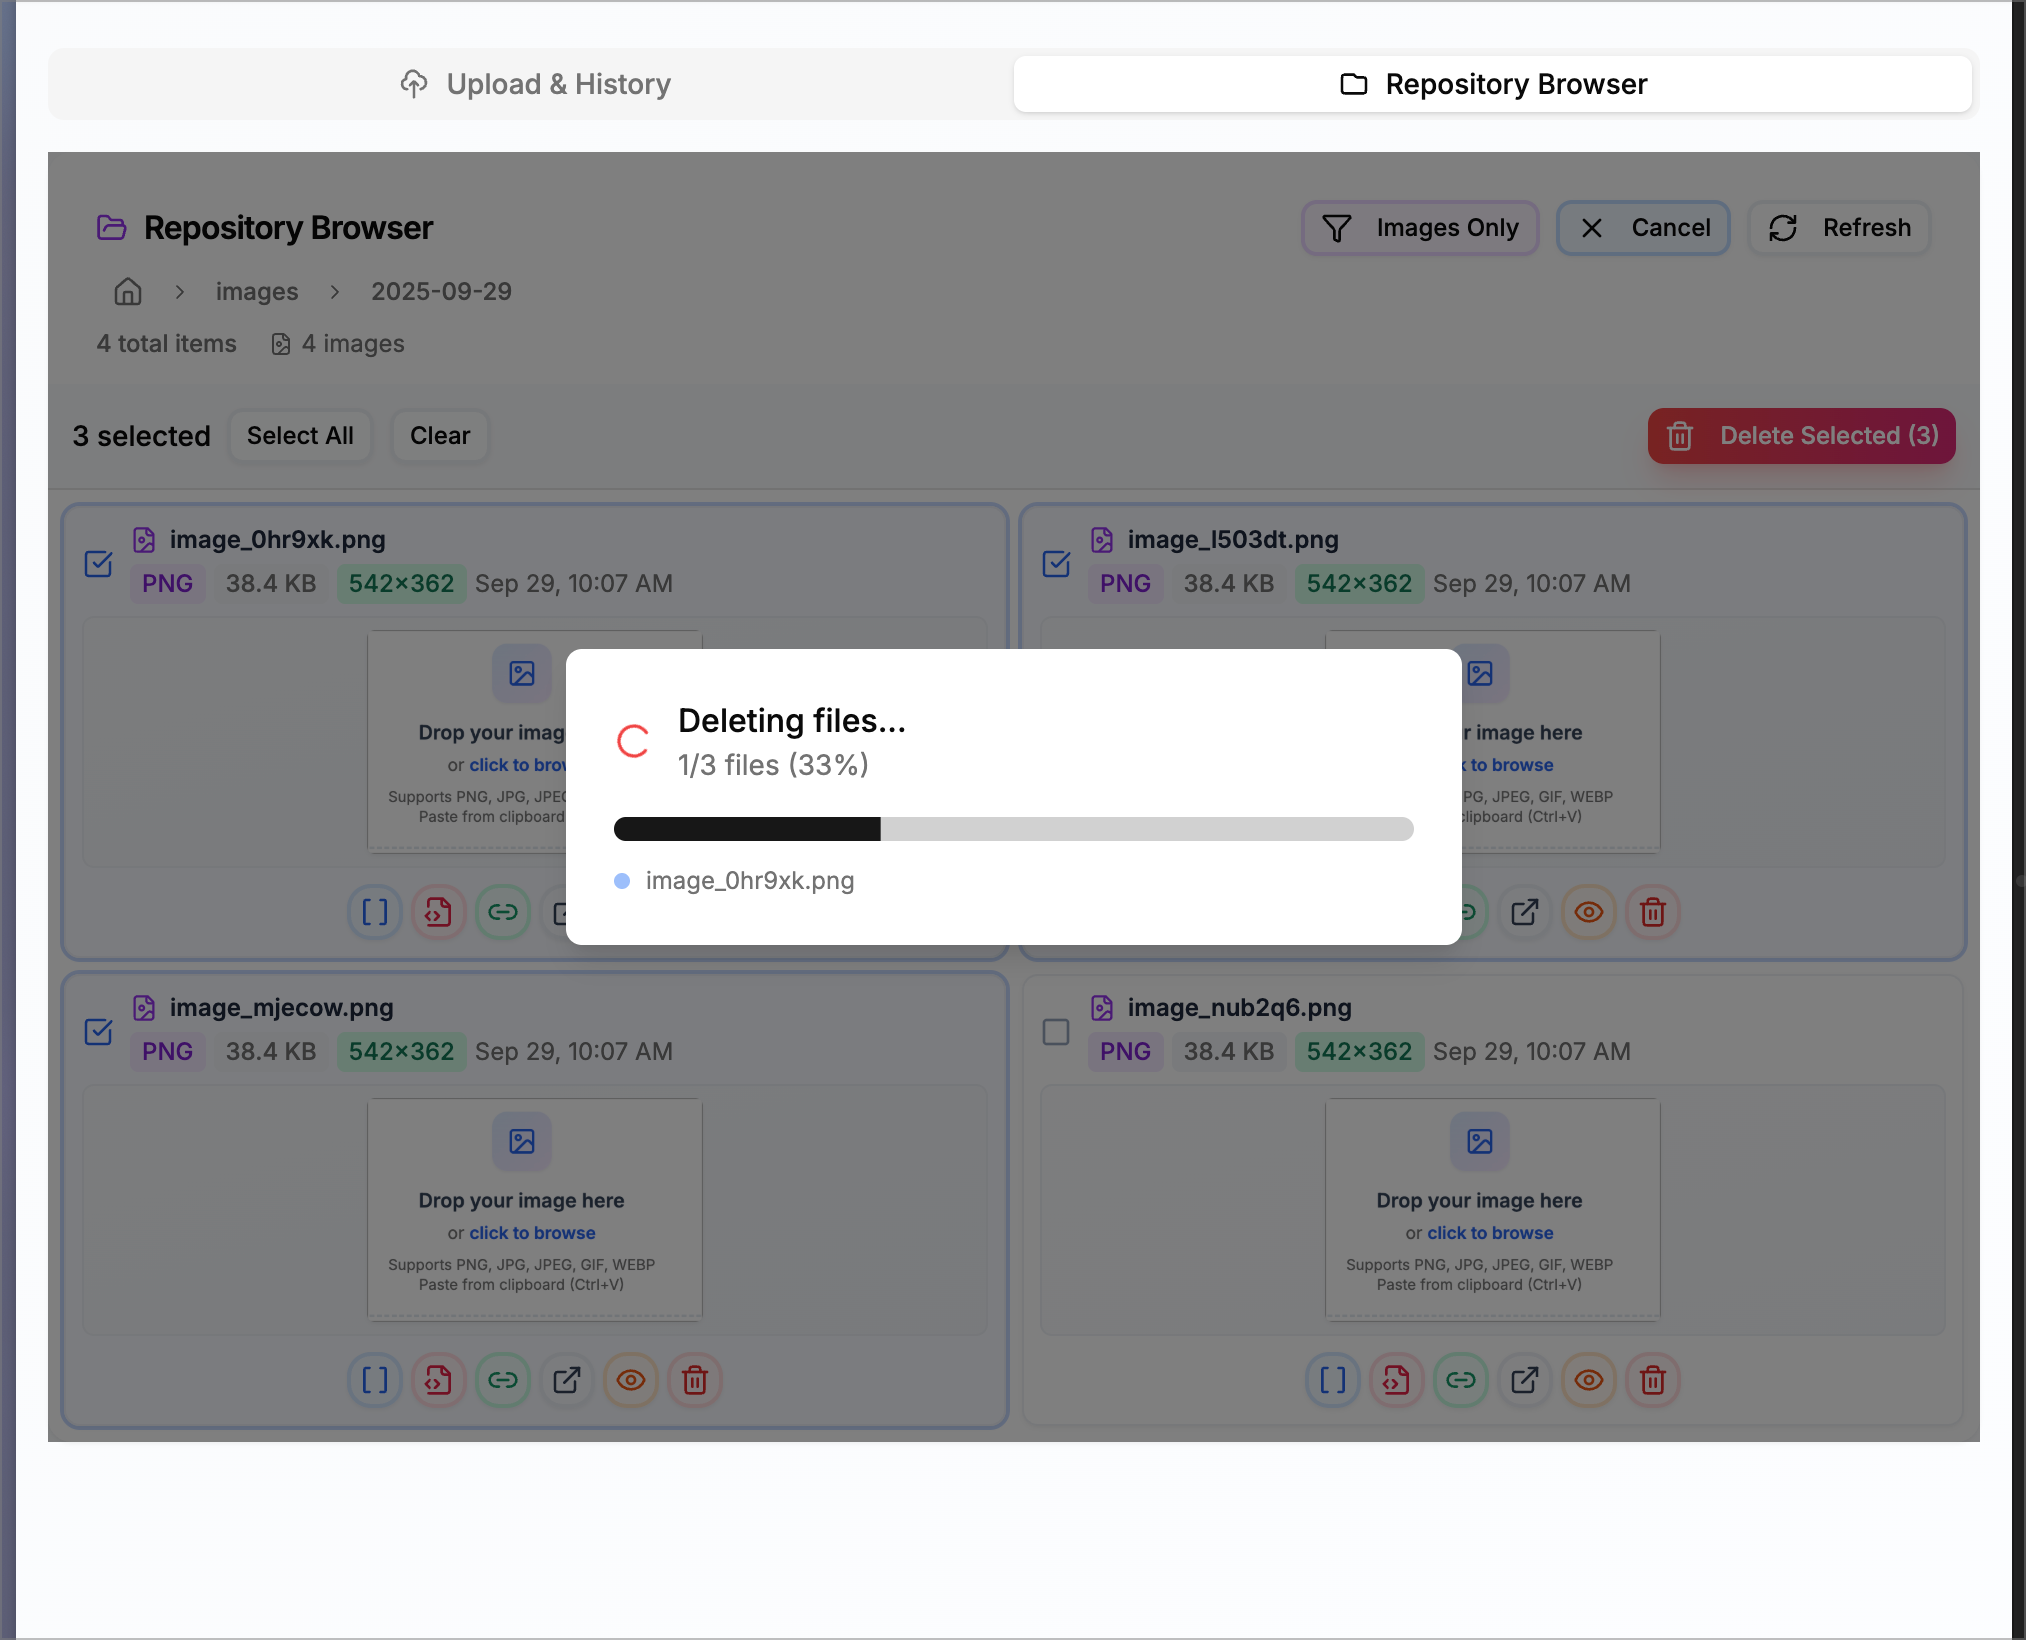 Upload & History
Repository Browser
Repository Browser
Images Only
Cancel
Refresh
images
2025-09-29
4 total items
4 images
3 selected
Select All
Clear
Delete Selected (3)
image_0hr9xk.png
PNG 38.4 KB 542×362 Sep 29, 10:07 AM
Drop your imag
or click to brow
Supports PNG, JPG, JPEG
Paste from clipboard
image_l503dt.png
PNG 38.4 KB 542×362 Sep 29, 10:07 AM
r image here
to browse
PG, JPEG, GIF, WEBP
clipboard (Ctrl+V)
Deleting files...
1/3 files (33%)
image_0hr9xk.png
image_mjecow.png
PNG 38.4 KB 542×362 Sep 29, 10:07 AM
Drop your image here
or click to browse
Supports PNG, JPG, JPEG, GIF, WEBP
Paste from clipboard (Ctrl+V)
image_nub2q6.png
PNG 38.4 KB 542×362 Sep 29, 10:07 AM
Drop your image here
or click to browse
Supports PNG, JPG, JPEG, GIF, WEBP
Paste from clipboard (Ctrl+V)